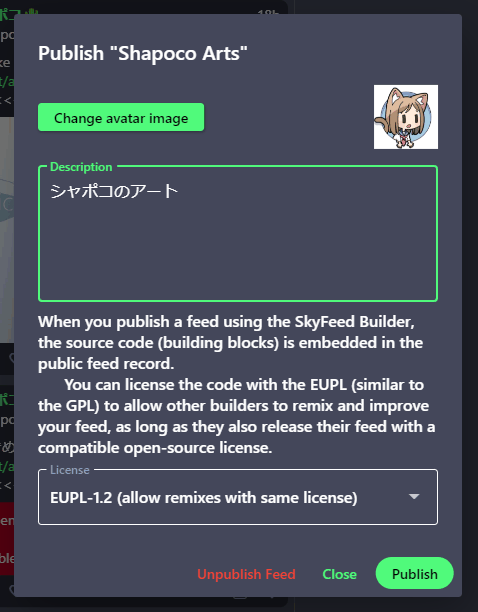 18h
Publish "Shapoco Arts"
Change avatar image
Description
シャポコのアート
When you publish a feed using the SkyFeed Builder,
the source code (building blocks) is embedded in the
public feed record.
You can license the code with the EUPL (similar to
the GPL) to allow other builders to remix and improve
your feed, as long as they also release their feed with a
compatible open-source license.
License
EUPL-1.2 (allow remixes with same license)
Unpublish Feed
Close
Publish